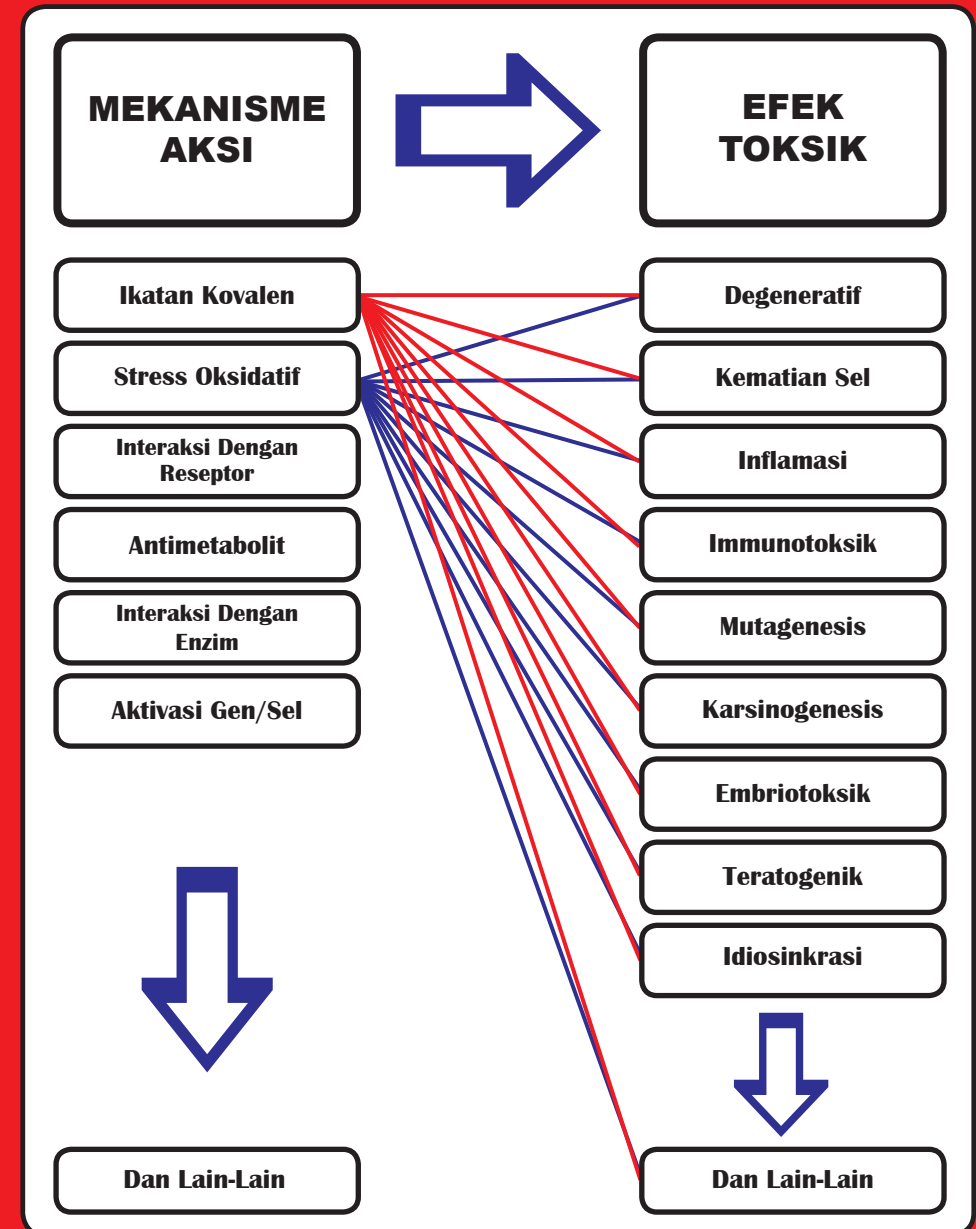 MEKANISME
AKSI
EFEK
TOKSIK
Ikatan Kovalen
Stress Oksidatif
Interaksi Dengan
Reseptor
Antimetabolit
Interaksi Dengan
Enzim
Aktivasi Gen/Sel
Dan Lain-Lain
Degeneratif
Kematian Sel
Inflamasi
Immunotoksik
Mutagenesis
Karsinogenesis
Embriotoksik
Teratogenik
Idiosinkrasi
Dan Lain-Lain